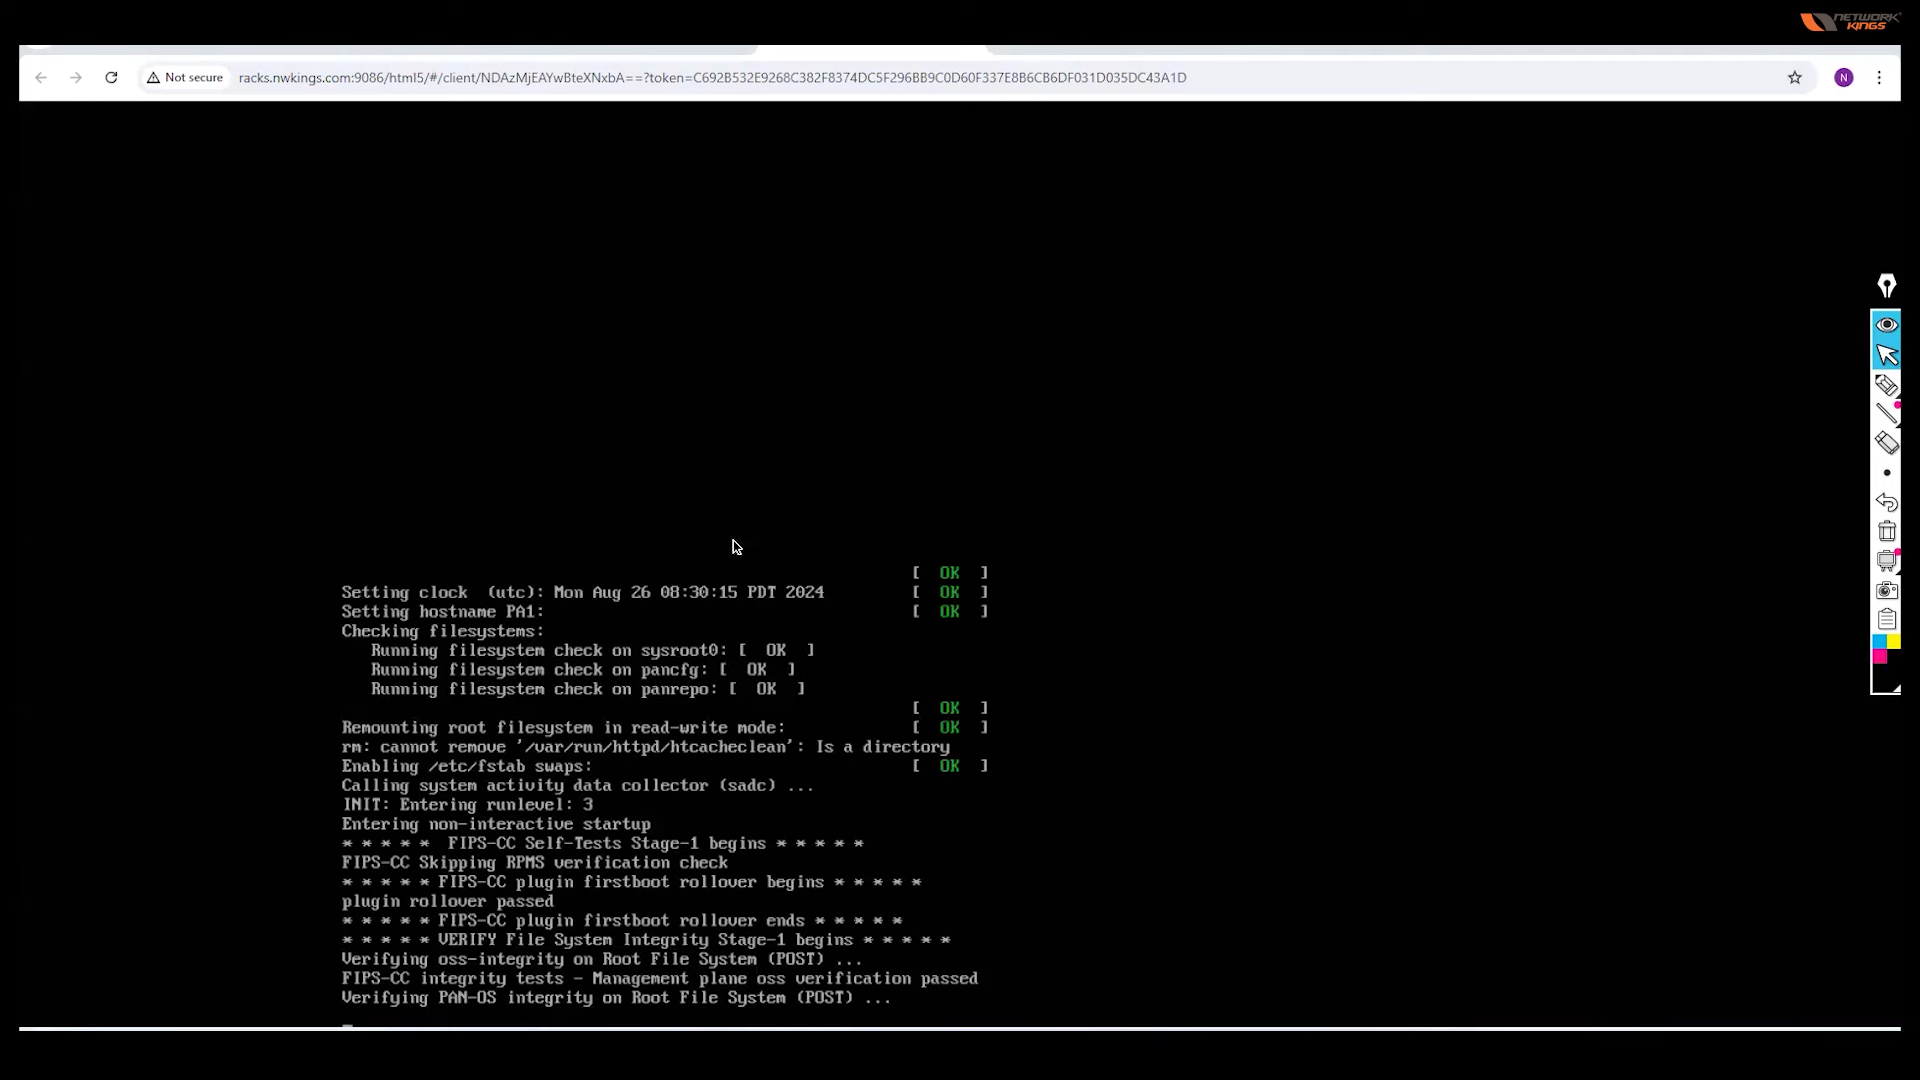 NETWORK
KINGS
Not secure
racks.nwkings.com:9086/html5/#/client/NDAzMjEAYwBteXNxbA==?token=C692B532E9268C382F8374DC5F296BB9C0D60F337E8B6CB6DF031D035DC43A1D
N
[ OK ]
Setting clock (utc): Mon Aug 26 08:30:15 PDT 2024 [ OK ]
Setting hostname PA1: [ OK ]
Checking filesystems:
Running filesystem check on sysroot0: [ OK ]
Running filesystem check on pancfg: [ OK ]
Running filesystem check on panrepo: [ OK ]
[ OK ]
Remounting root filesystem in read-write mode: [ OK ]
rm: cannot remove '/var/run/httpd/htcacheclean': Is a directory
Enabling /etc/fstab swaps: [ OK ]
Calling system activity data collector (sadc) ...
INIT: Entering runlevel: 3
Entering non-interactive startup
* * * * * FIPS-CC Self-Tests Stage-1 begins * * * * *
FIPS-CC Skipping RPMS verification check
* * * * * FIPS-CC plugin firstboot rollover begins * * * * *
plugin rollover passed
* * * * * FIPS-CC plugin firstboot rollover ends * * * * *
* * * * * VERIFY File System Integrity Stage-1 begins * * * * *
Verifying oss-integrity on Root File System (POST) ...
FIPS-CC integrity tests - Management plane oss verification passed
Verifying PAN-OS integrity on Root File System (POST) ...